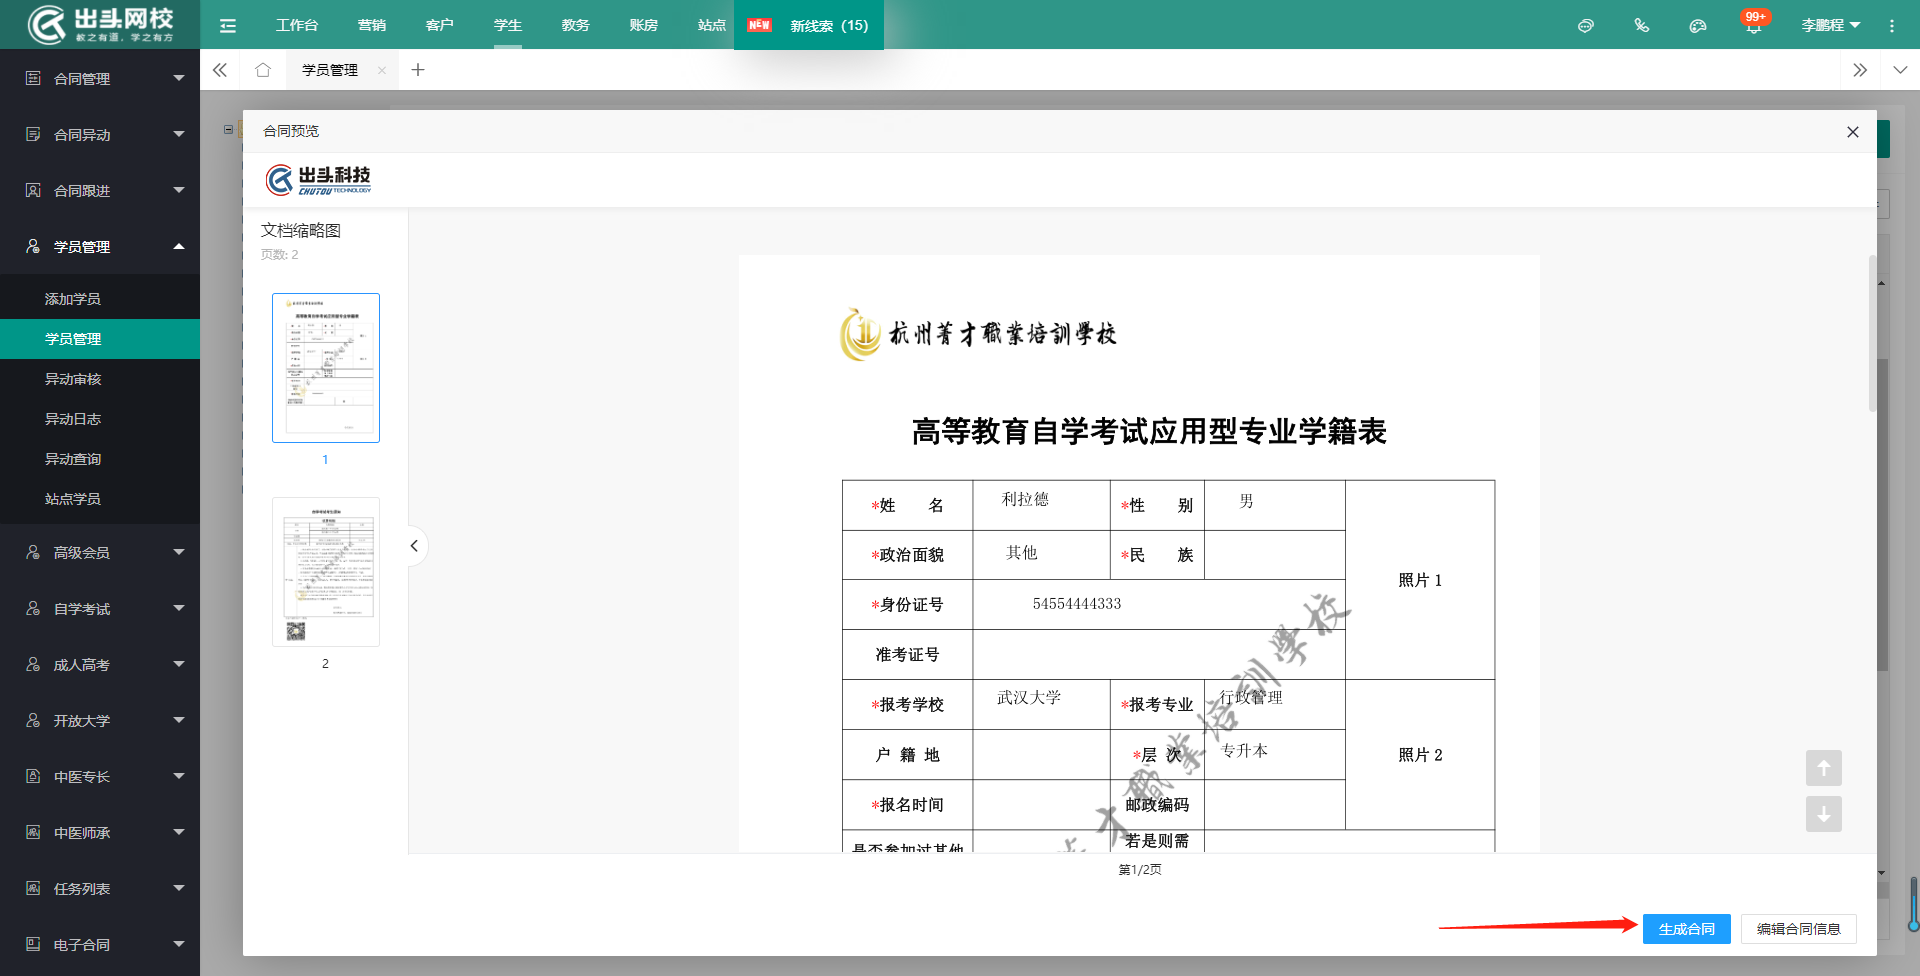 出头网校
教之有道,学之有方
工作台
营销
客户
学生
教务
账房
站点
NEW
新线索 (15)
99+
李鹏程
学员管理
合同管理
合同异动
合同跟进
学员管理
添加学员
学员管理
异动审核
异动日志
异动查询
站点学员
高级会员
自学考试
成人高考
开放大学
中医专长
中医师承
任务列表
电子合同
合同预览
出头科技
CHUTOU TECHNOLOGY
文档缩略图
页数: 2
1
2
杭州菁才職業培訓學校
高等教育自学考试应用型专业学籍表
*姓 名 利拉德 *性 别 男
*政治面貌 其他 *民 族
照片 1
*身份证号 54554444333
准考证号
*报考学校 武汉大学 *报考专业 行政管理
户 籍 地 *层 次 专升本
照片 2
*报名时间 邮政编码
是否参加过其他 若是则需
才職業培訓學校
第1/2页
生成合同
编辑合同信息